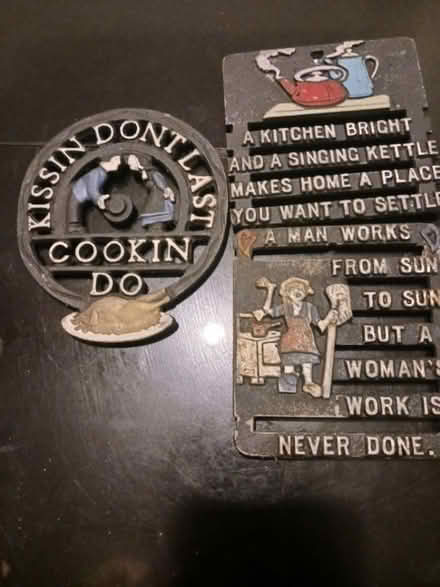 KISSIN DONT LAST
COOKIN
DO
A KITCHEN BRIGHT
AND A SINGING KETTLE
MAKES HOME A PLACE
YOU WANT TO SETTL
A MAN WORKS
FROM SUN
TO SUN
BUT A
WOMAN'S
WORK IS
NEVER DONE.